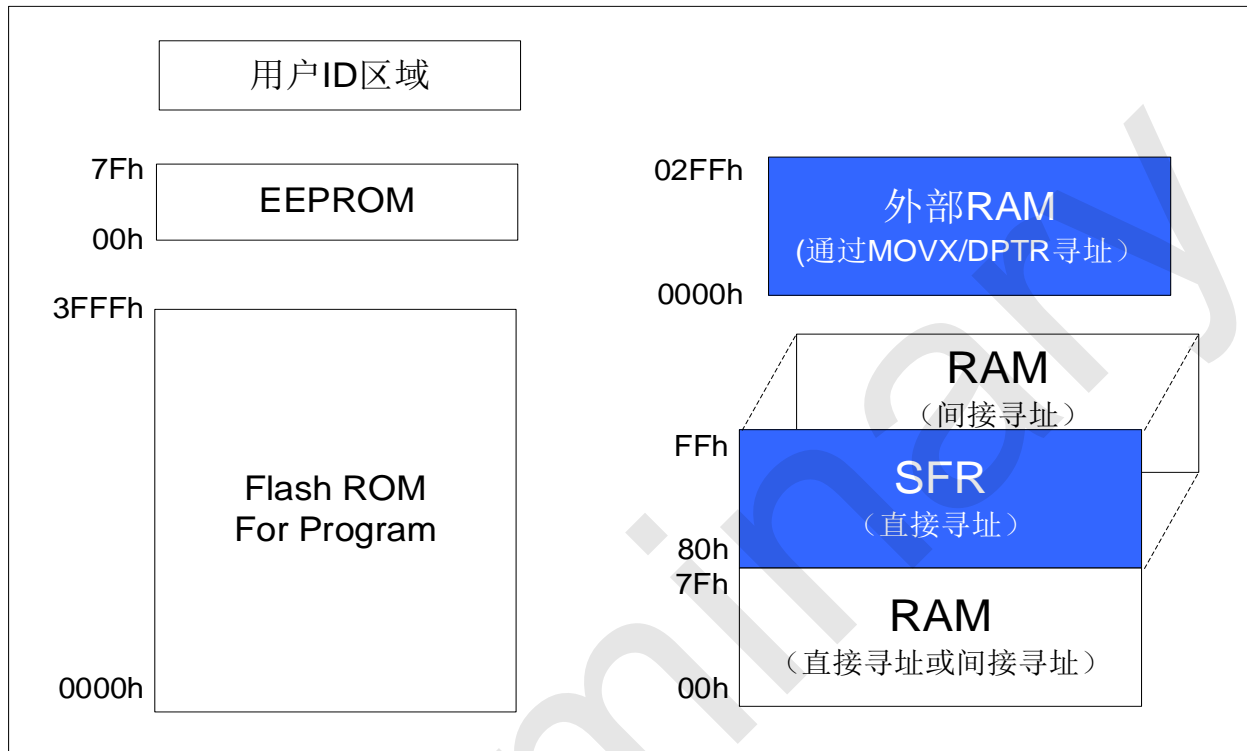 用户ID区域
7Fh
EEPROM
00h
3FFFh
Flash ROM
For Program
0000h
02FFh
外部RAM
(通过MOVX/DPTR寻址）
0000h
RAM
（间接寻址）
FFh
SFR
（直接寻址）
80h
7Fh
RAM
（直接寻址或间接寻址）
00h
minary